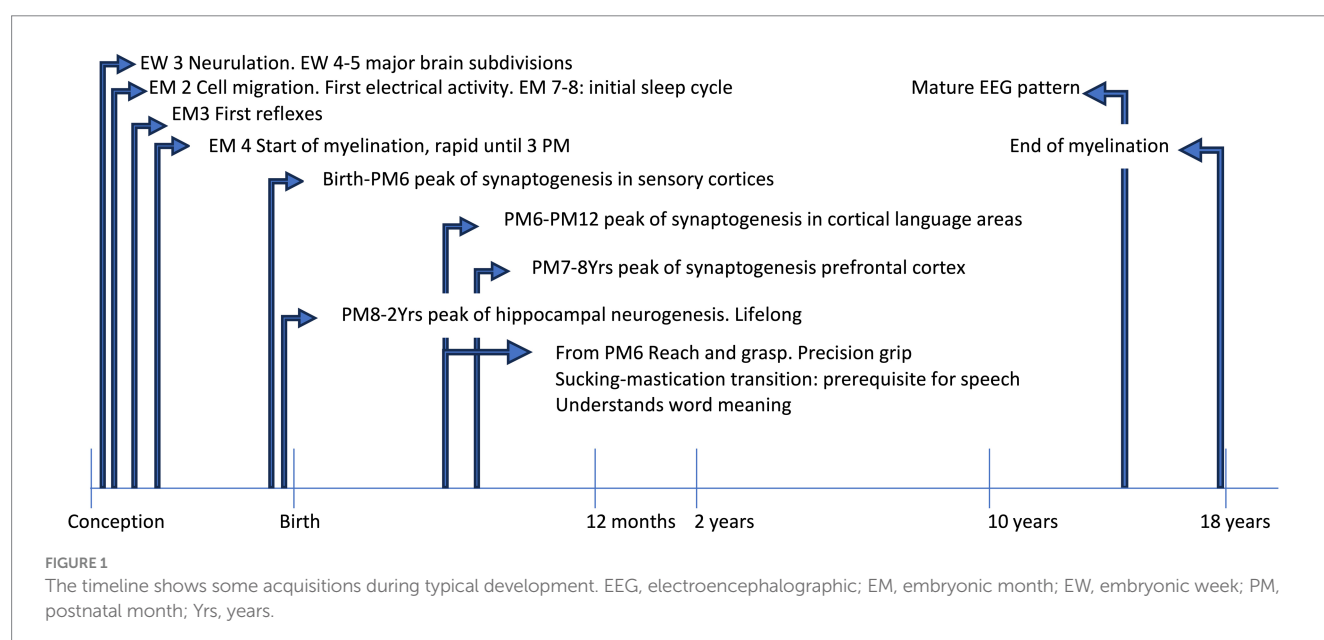 EW 3 Neurulation. EW 4-5 major brain subdivisions
EM 2 Cell migration. First electrical activity. EM 7-8: initial sleep cycle
Mature EEG pattern
EM3 First reflexes
EM 4 Start of myelination, rapid until 3 PM
End of myelination
Birth-PM6 peak of synaptogenesis in sensory cortices
PM6-PM12 peak of synaptogenesis in cortical language areas
PM7-8Yrs peak of synaptogenesis prefrontal cortex
PM8-2Yrs peak of hippocampal neurogenesis. Lifelong
From PM6 Reach and grasp. Precision grip
Sucking-mastication transition: prerequisite for speech
Understands word meaning
Conception
Birth
12 months
2 years
10 years
18 years
FIGURE 1
The timeline shows some acquisitions during typical development. EEG, electroencephalographic; EM, embryonic month; EW, embryonic week; PM,
postnatal month; Yrs, years.